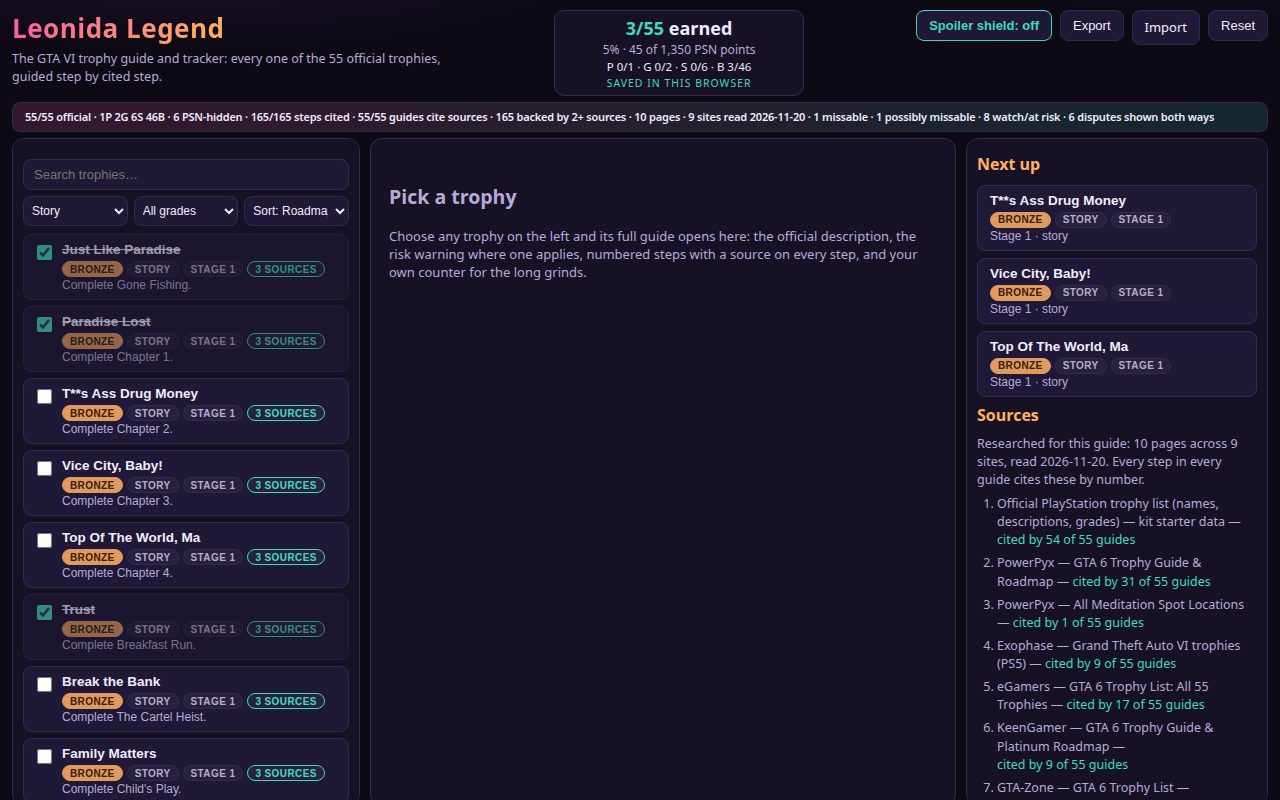 Leonida Legend
The GTA VI trophy guide and tracker: every one of the 55 official trophies,
guided step by cited step.
3/55 earned
5% · 45 of 1,350 PSN points
P 0/1 · G 0/2 · S 0/6 · B 3/46
SAVED IN THIS BROWSER
Spoiler shield: off
Export
Import
Reset
55/55 official · 1P 2G 6S 46B · 6 PSN-hidden · 165/165 steps cited · 55/55 guides cite sources · 165 backed by 2+ sources · 10 pages · 9 sites read 2026-11-20 · 1 missable · 1 possibly missable · 8 watch/at risk · 6 disputes shown both ways
Search trophies…
Story
All grades
Sort: Roadma
Just Like Paradise
BRONZE STORY STAGE 1 3 SOURCES
Complete Gone Fishing.
Paradise Lost
BRONZE STORY STAGE 1 3 SOURCES
Complete Chapter 1.
T**s Ass Drug Money
BRONZE STORY STAGE 1 3 SOURCES
Complete Chapter 2.
Vice City, Baby!
BRONZE STORY STAGE 1 3 SOURCES
Complete Chapter 3.
Top Of The World, Ma
BRONZE STORY STAGE 1 3 SOURCES
Complete Chapter 4.
Trust
BRONZE STORY STAGE 1 3 SOURCES
Complete Breakfast Run.
Break the Bank
BRONZE STORY STAGE 1 3 SOURCES
Complete The Cartel Heist.
Family Matters
BRONZE STORY STAGE 1 3 SOURCES
Complete Child's Play.
Pick a trophy
Choose any trophy on the left and its full guide opens here: the official description, the
risk warning where one applies, numbered steps with a source on every step, and your
own counter for the long grinds.
Next up
T**s Ass Drug Money
BRONZE STORY STAGE 1
Stage 1 · story
Vice City, Baby!
BRONZE STORY STAGE 1
Stage 1 · story
Top Of The World, Ma
BRONZE STORY STAGE 1
Stage 1 · story
Sources
Researched for this guide: 10 pages across 9
sites, read 2026-11-20. Every step in every
guide cites these by number.
1. Official PlayStation trophy list (names,
descriptions, grades) — kit starter data —
cited by 54 of 55 guides
2. PowerPyx — GTA 6 Trophy Guide &
Roadmap — cited by 31 of 55 guides
3. PowerPyx — All Meditation Spot Locations
— cited by 1 of 55 guides
4. Exophase — Grand Theft Auto VI trophies
(PS5) — cited by 9 of 55 guides
5. eGamers — GTA 6 Trophy List: All 55
Trophies — cited by 17 of 55 guides
6. KeenGamer — GTA 6 Trophy Guide &
Platinum Roadmap —
cited by 9 of 55 guides
7. GTA-Zone — GTA 6 Trophy List —